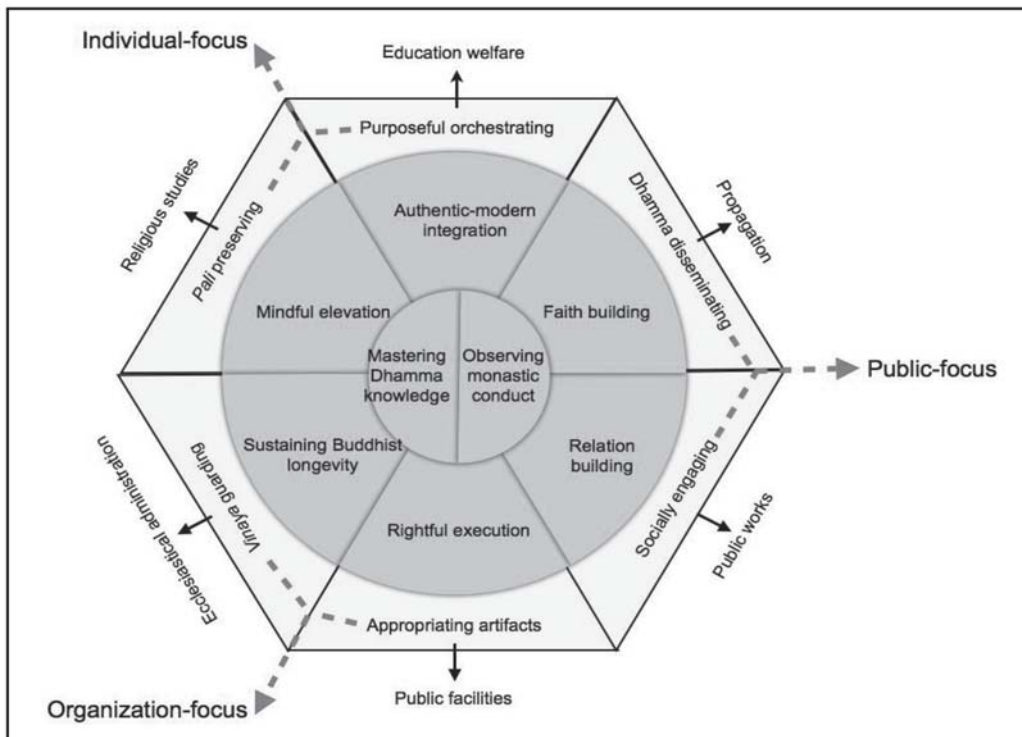 Individual-focus
Education welfare
Purposeful orchestrating
Religious studies
Pali preserving
Dhamma disseminating
Propagation
Authentic-modern
integration
Mindful elevation
Faith building
Mastering
Dhamma
knowledge
Observing
monastic
conduct
Public-focus
Sustaining Buddhist
longevity
Relation
building
Rightful execution
Ecclesiastical administration
Vinaya guarding
Socially engaging
Public works
Appropriating artifacts
Public facilities
Organization-focus